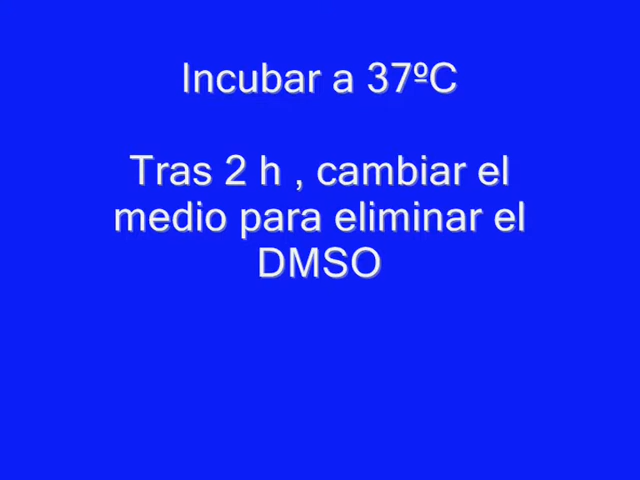 Incubar a 37ºC
Tras 2 h , cambiar el
medio para eliminar el
DMSO